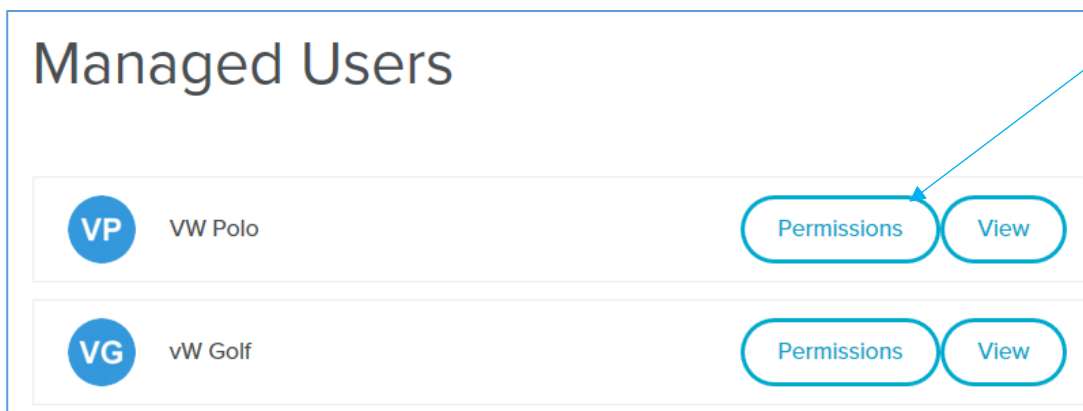 Managed Users
VP VW Polo Permissions View
VG vW Golf Permissions View